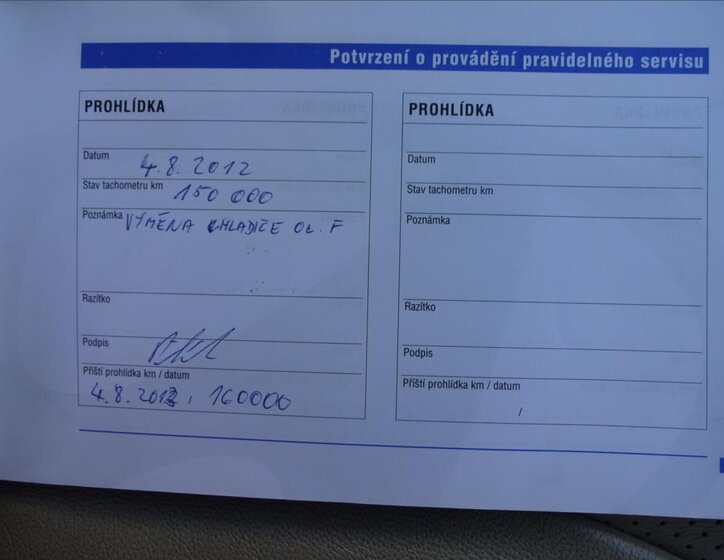 Potvrzení o provádění pravidelného servisu
PROHLÍDKA
Datum 4.8. 2012
Stav tachometru km 150 000
Poznámka VÝMĚNA CHLADIČE OL. F
Razítko
Podpis
Příští prohlídka km / datum
4.8.2013, 160000
PROHLÍDKA
Datum
Stav tachometru km
Poznámka
Razítko
Podpis
Příští prohlídka km / datum
/